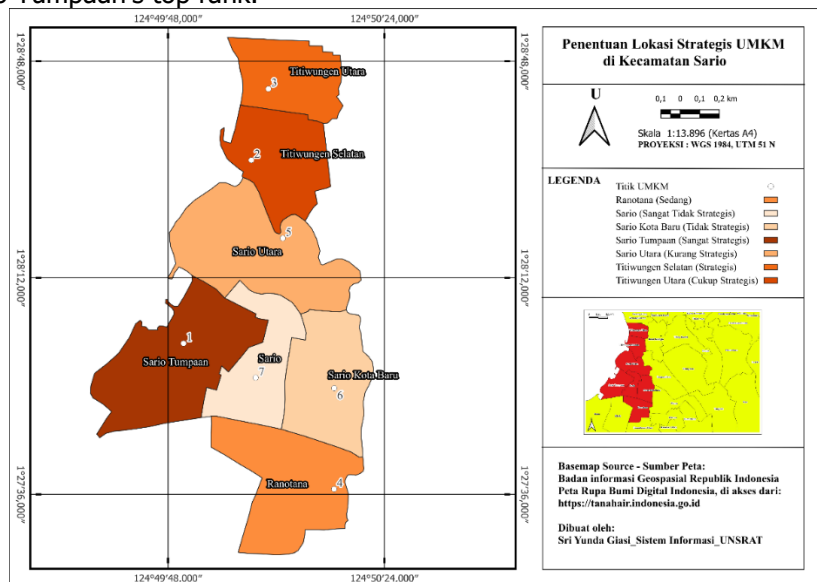 Tumpaan's top rank.
124°49'48,000" 124°50'24,000"
1°28'48,000"
1°28'12,000"
1°27'36,000"
Titiwungen Utara
3
2
Titiwungen Selatan
5
Sario Utara
1
Sario Tumpaan
Sario
7
Sario Kota Baru
6
Ranotana
4
1°28'48,000"
1°28'12,000"
1°27'36,000"
124°49'48,000" 124°50'24,000"
Penentuan Lokasi Strategis UMKM
di Kecamatan Sario
U
0,1 0 0,1 0,2 km
Skala 1:13.896 (Kertas A4)
PROYEKSI : WGS 1984, UTM 51 N
LEGENDA
Titik UMKM
Ranotana (Sedang)
Sario (Sangat Tidak Strategis)
Sario Kota Baru (Tidak Strategis)
Sario Tumpaan (Sangat Strategis)
Sario Utara (Kurang Strategis)
Titiwungen Selatan (Strategis)
Titiwungen Utara (Cukup Strategis)
Basemap Source - Sumber Peta:
Badan informasi Geospasial Republik Indonesia
Peta Rupa Bumi Digital Indonesia, di akses dari:
https://tanahair.indonesia.go.id
Dibuat oleh:
Sri Yunda Giasi_Sistem Informasi_UNSRAT